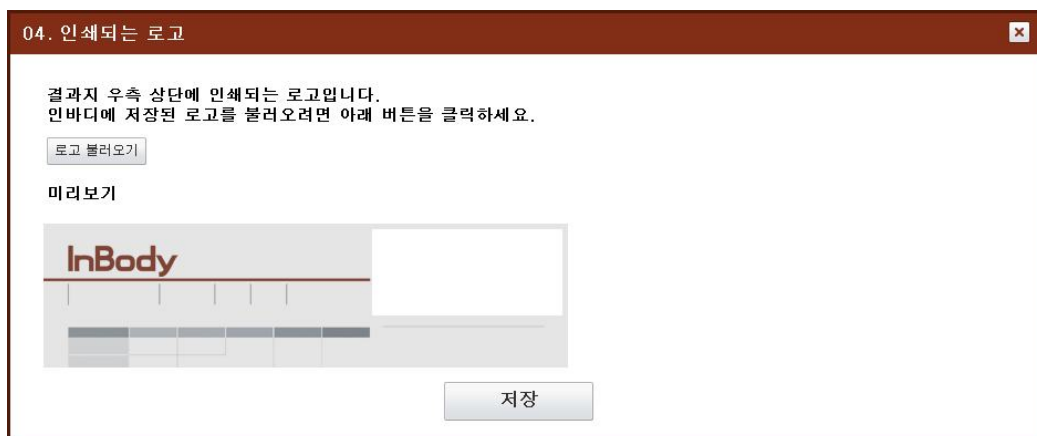 04. 인쇄되는 로고
결과지 우측 상단에 인쇄되는 로고입니다.
인바디에 저장된 로고를 불러오려면 아래 버튼을 클릭하세요.
로고 불러오기
미리보기
InBody
저장